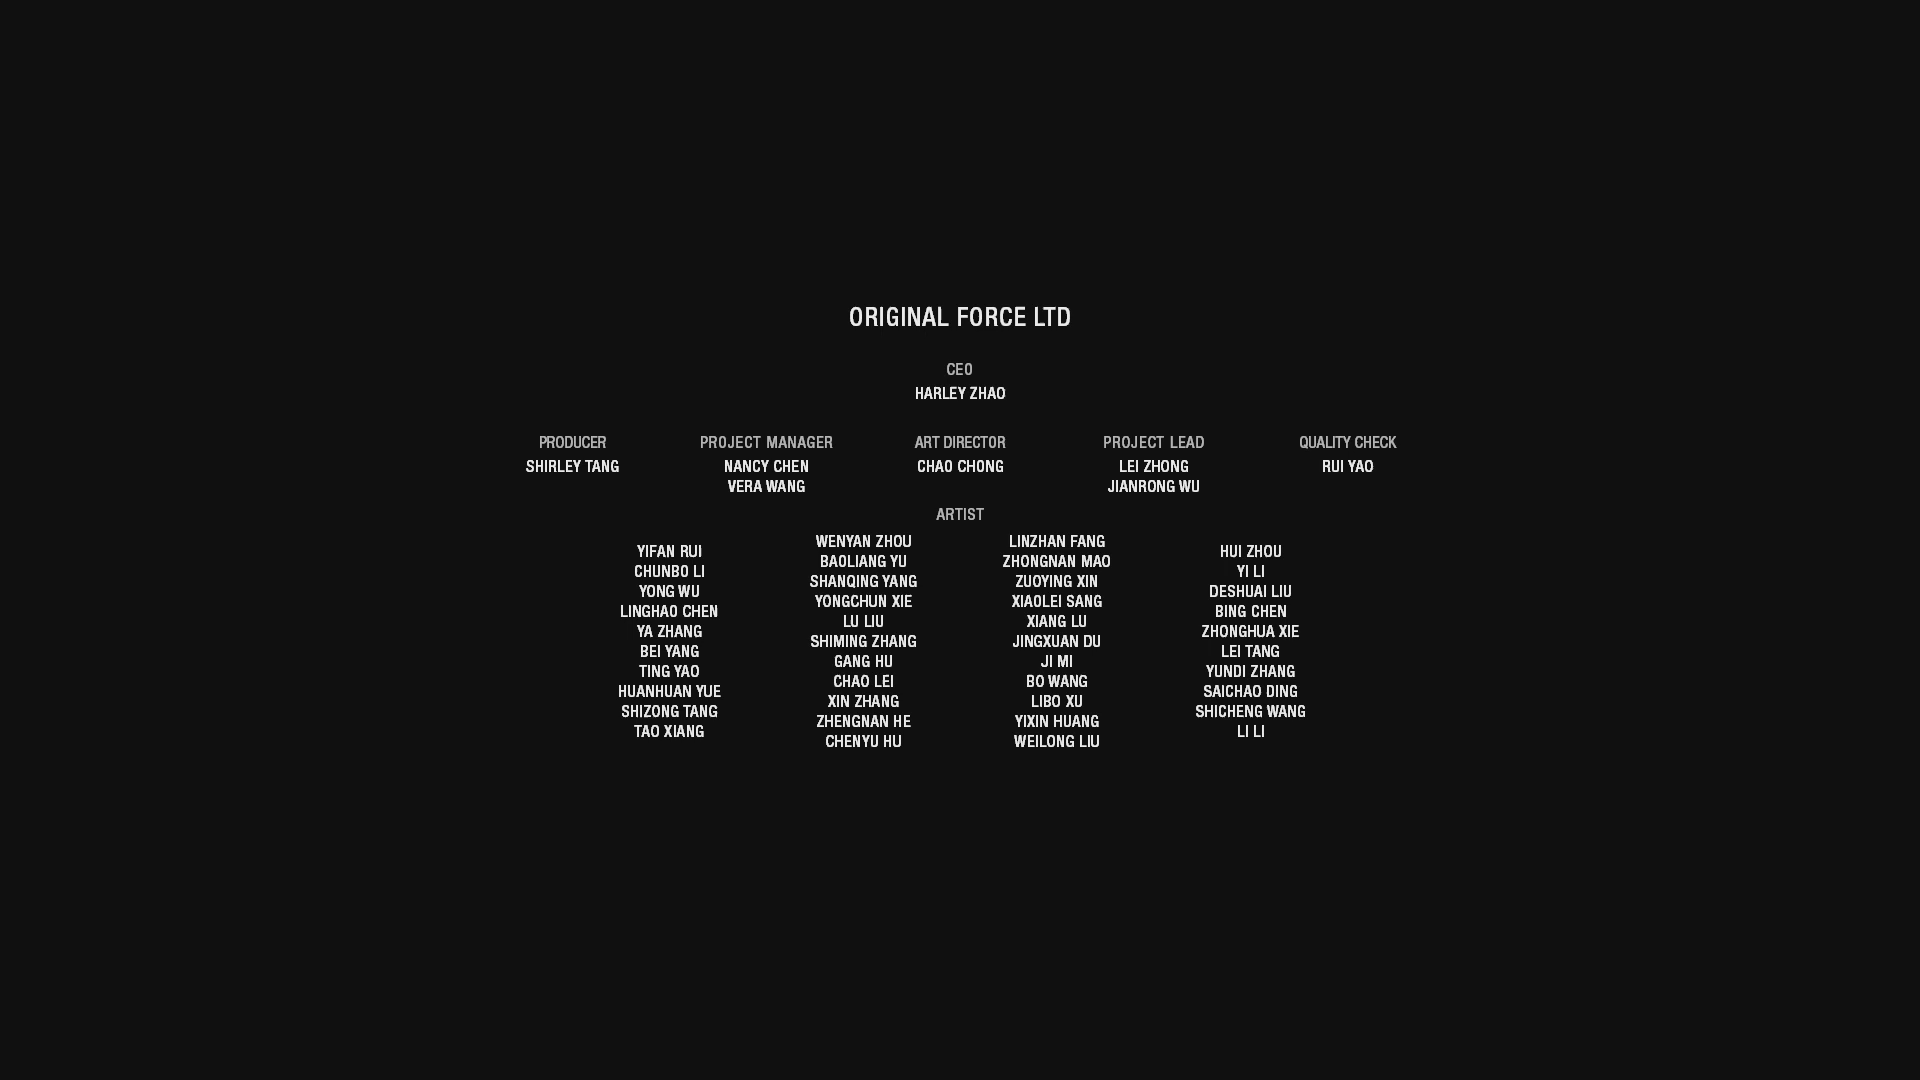 ORIGINAL FORCE LTD
CEO
HARLEY ZHAO
PRODUCER
SHIRLEY TANG
PROJECT MANAGER
NANCY CHEN
VERA WANG
ART DIRECTOR
CHAO CHONG
PROJECT LEAD
LEI ZHONG
JIANRONG WU
QUALITY CHECK
RUI YAO
ARTIST
YIFAN RUI
CHUNBO LI
YONG WU
LINGHAO CHEN
YA ZHANG
BEI YANG
TING YAO
HUANHUAN YUE
SHIZONG TANG
TAO XIANG
WENYAN ZHOU
BAOLIANG YU
SHANQING YANG
YONGCHUN XIE
LU LIU
SHIMING ZHANG
GANG HU
CHAO LEI
XIN ZHANG
ZHENGNAN HE
CHENYU HU
LINZHAN FANG
ZHONGNAN MAO
ZUOYING XIN
XIAOLEI SANG
XIANG LU
JINGXUAN DU
JI MI
BO WANG
LIBO XU
YIXIN HUANG
WEILONG LIU
HUI ZHOU
YI LI
DESHUAI LIU
BING CHEN
ZHONGHUA XIE
LEI TANG
YUNDI ZHANG
SAICHAO DING
SHICHENG WANG
LI LI